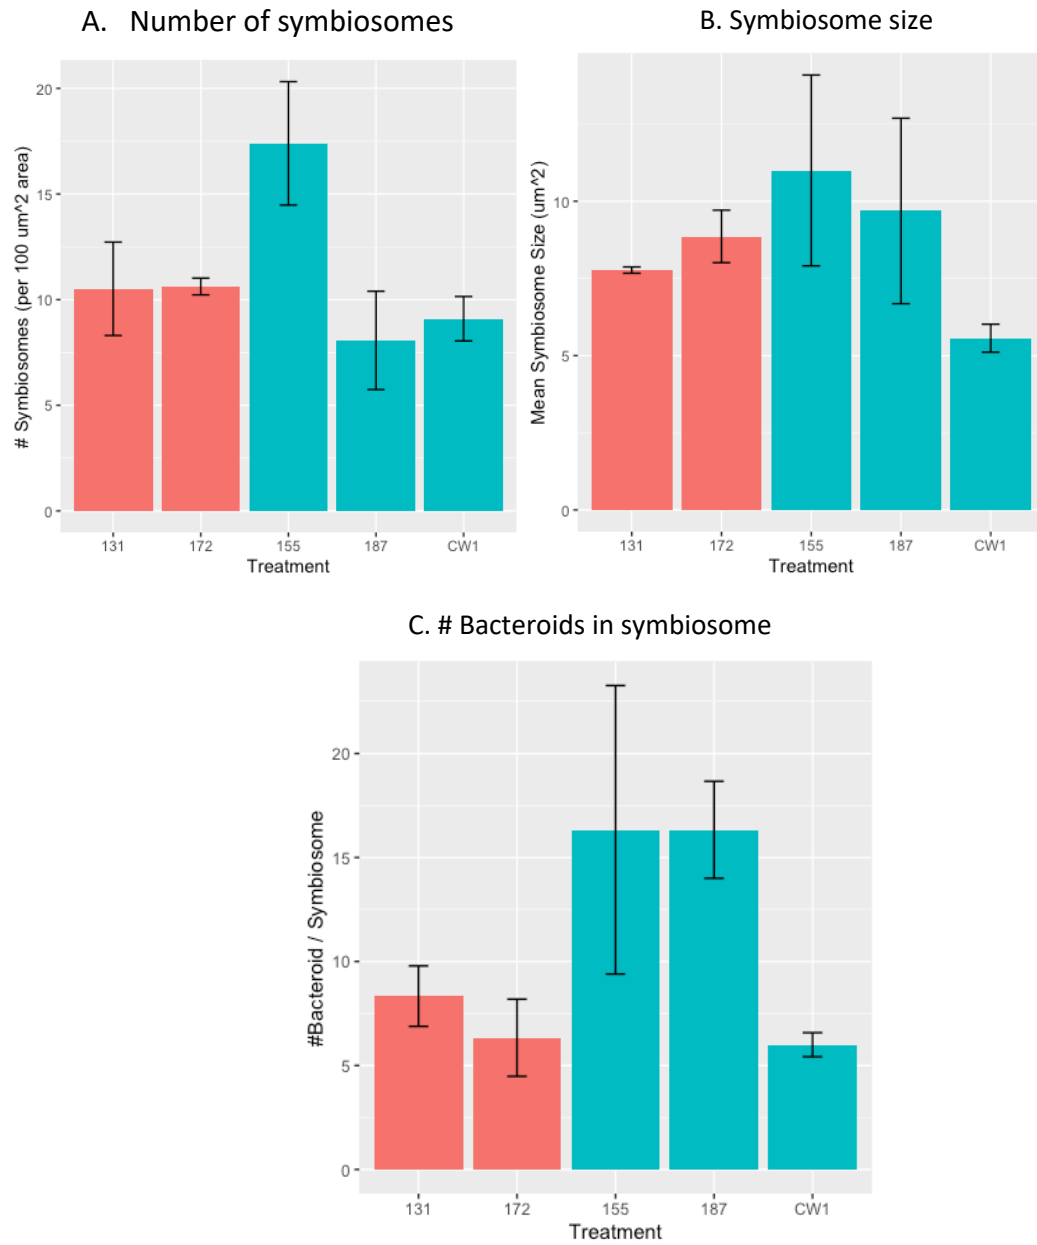 A. Number of symbiosomes
# Symbiosomes (per 100 um^2 area)
20
15
10
5
0
131 172 155 187 CW1
Treatment
B. Symbiosome size
Mean Symbiosome Size (um^2)
10
5
0
131 172 155 187 CW1
Treatment
C. # Bacteroids in symbiosome
#Bacteroid / Symbiosome
20
15
10
5
0
131 172 155 187 CW1
Treatment